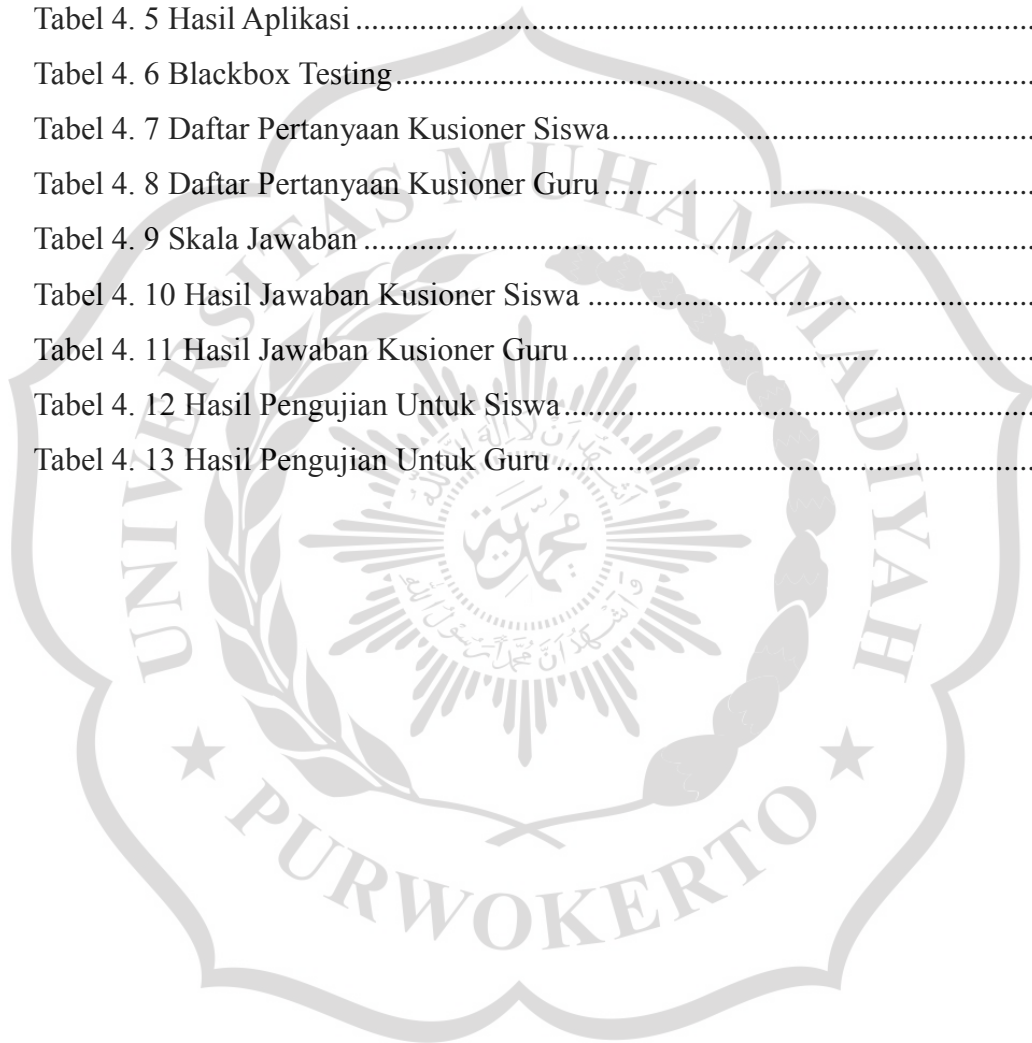 Tabel 4. 5 Hasil Aplikasi ........................................................................................
Tabel 4. 6 Blackbox Testing..................................................................................
Tabel 4. 7 Daftar Pertanyaan Kusioner Siswa......................................................
Tabel 4. 8 Daftar Pertanyaan Kusioner Guru .......................................................
Tabel 4. 9 Skala Jawaban ......................................................................................
Tabel 4. 10 Hasil Jawaban Kusioner Siswa .........................................................
Tabel 4. 11 Hasil Jawaban Kusioner Guru...........................................................
Tabel 4. 12 Hasil Pengujian Untuk Siswa............................................................
Tabel 4. 13 Hasil Pengujian Untuk Guru .............................................................
UNIVERSITAS MUHAMMADIYAH
PURWOKERTO